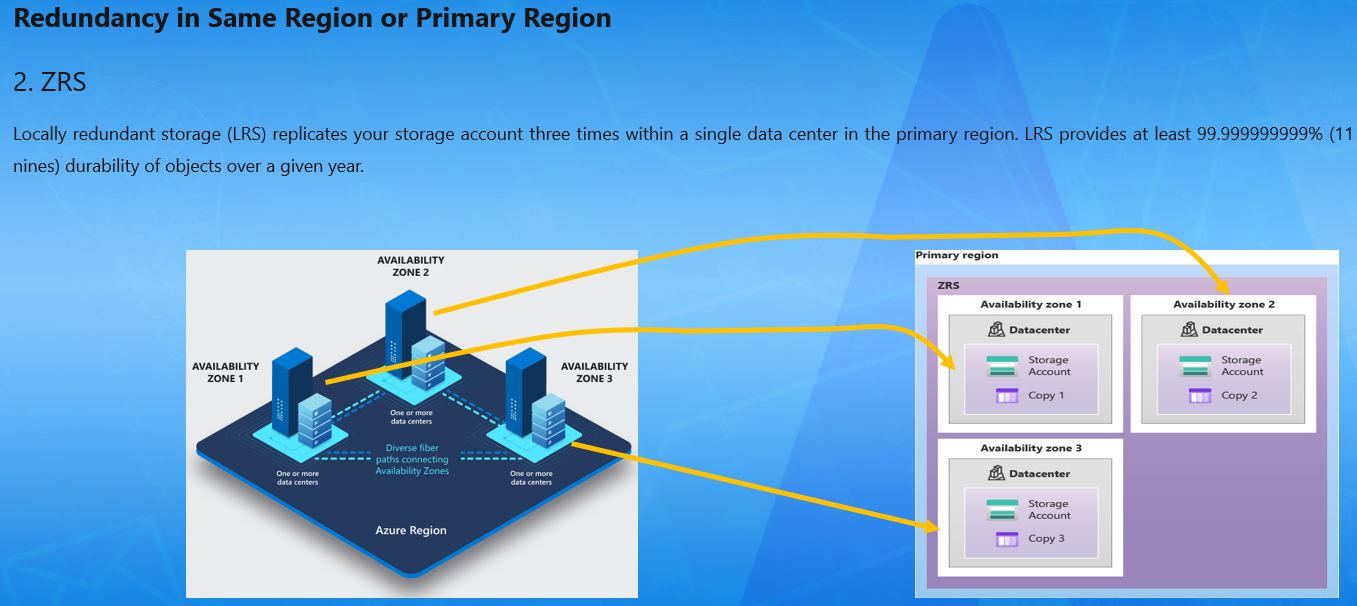 Redundancy in Same Region or Primary Region
2. ZRS
Locally redundant storage (LRS) replicates your storage account three times within a single data center in the primary region. LRS provides at least 99.999999999% (11
nines) durability of objects over a given year.
AVAILABILITY
ZONE 2
AVAILABILITY
ZONE 1
AVAILABILITY
ZONE 3
One or more
data centers
Diverse fiber
paths connecting
Availability Zones
One or more
data centers
One or more
data centers
Azure Region
Primary region
ZRS
Availability zone 1
Datacenter
Storage
Account
Copy 1
Availability zone 2
Datacenter
Storage
Account
Copy 2
Availability zone 3
Datacenter
Storage
Account
Copy 3